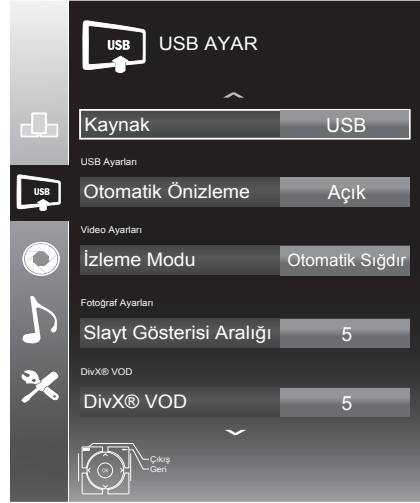 USB
USB AYAR
Kaynak
USB
USB Ayarları
USB
Otomatik Önizleme
Açık
Video Ayarları
İzleme Modu
Otomatik Sığdır
Fotoğraf Ayarları
Slayt Gösterisi Aralığı
5
DivX® VOD
DivX® VOD
5
OK
Çıkış
Geri